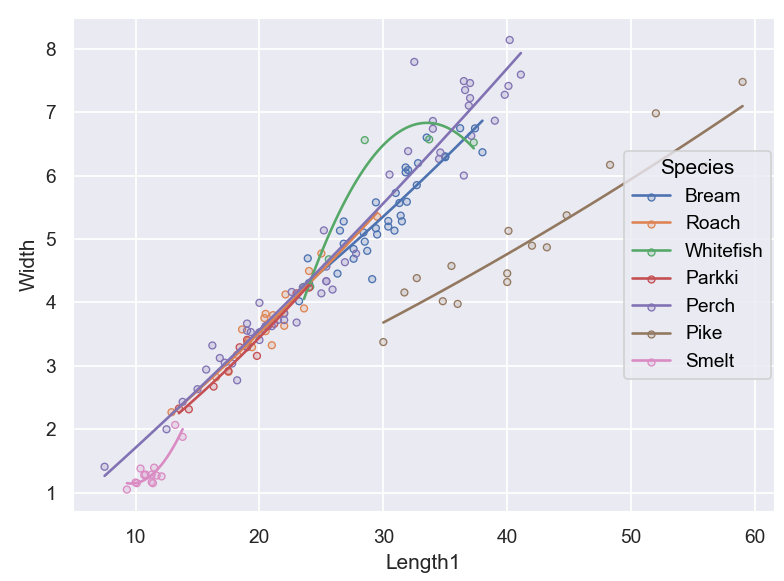 8
7
6
5
4
3
2
1
Width
10 20 30 40 50 60
Length1
Species
Bream
Roach
Whitefish
Parkki
Perch
Pike
Smelt